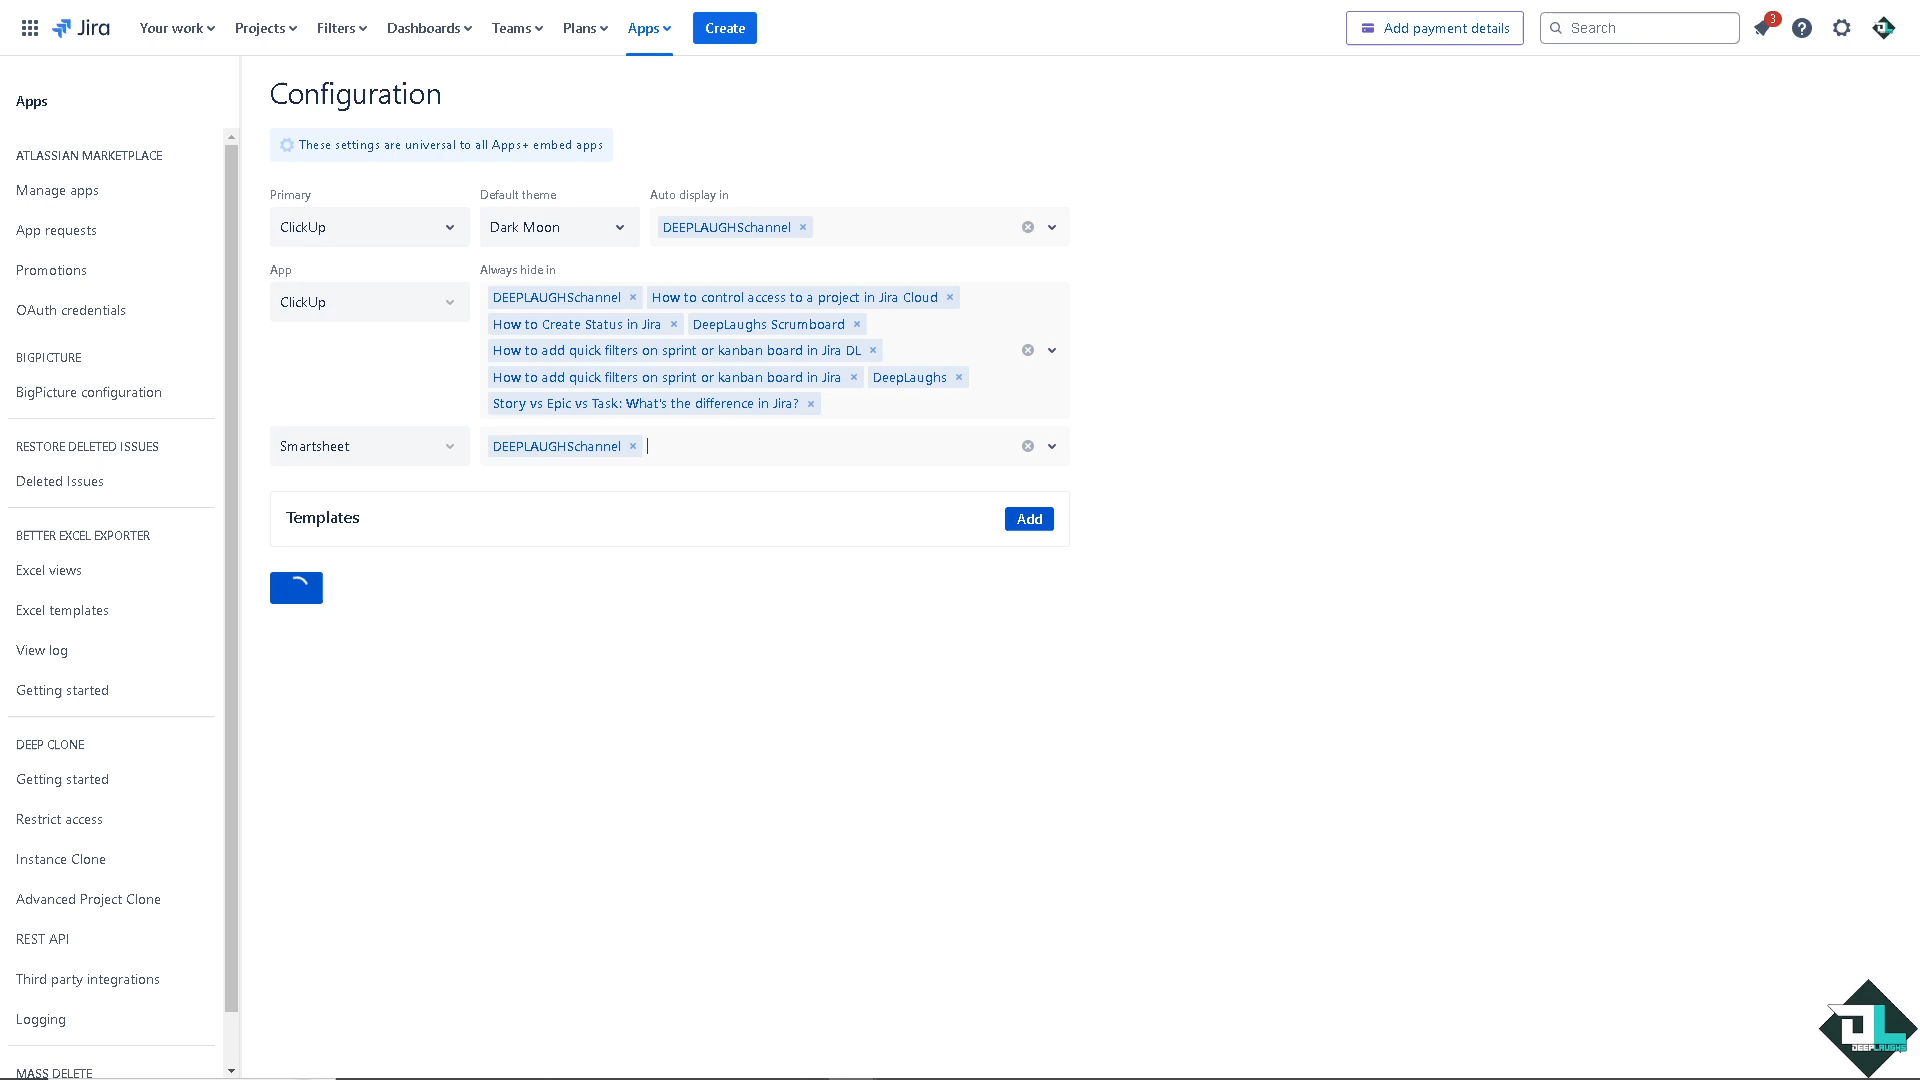 Jira Your work Projects Filters Dashboards Teams Plans Apps Create Add payment details Search 3
Apps
ATLASSIAN MARKETPLACE
Manage apps
App requests
Promotions
OAuth credentials
BIGPICTURE
BigPicture configuration
RESTORE DELETED ISSUES
Deleted Issues
BETTER EXCEL EXPORTER
Excel views
Excel templates
View log
Getting started
DEEP CLONE
Getting started
Restrict access
Instance Clone
Advanced Project Clone
REST API
Third party integrations
Logging
MASS DELETE
Configuration
These settings are universal to all Apps+ embed apps
Primary Default theme Auto display in
ClickUp Dark Moon DEEPLAUGHSchannel
App Always hide in
ClickUp DEEPLAUGHSchannel How to control access to a project in Jira Cloud
How to Create Status in Jira DeepLaughs Scrumboard
How to add quick filters on sprint or kanban board in Jira DL
How to add quick filters on sprint or kanban board in Jira DeepLaughs
Story vs Epic vs Task: What's the difference in Jira?
Smartsheet DEEPLAUGHSchannel
Templates Add
DL
DEEPLAUGHS